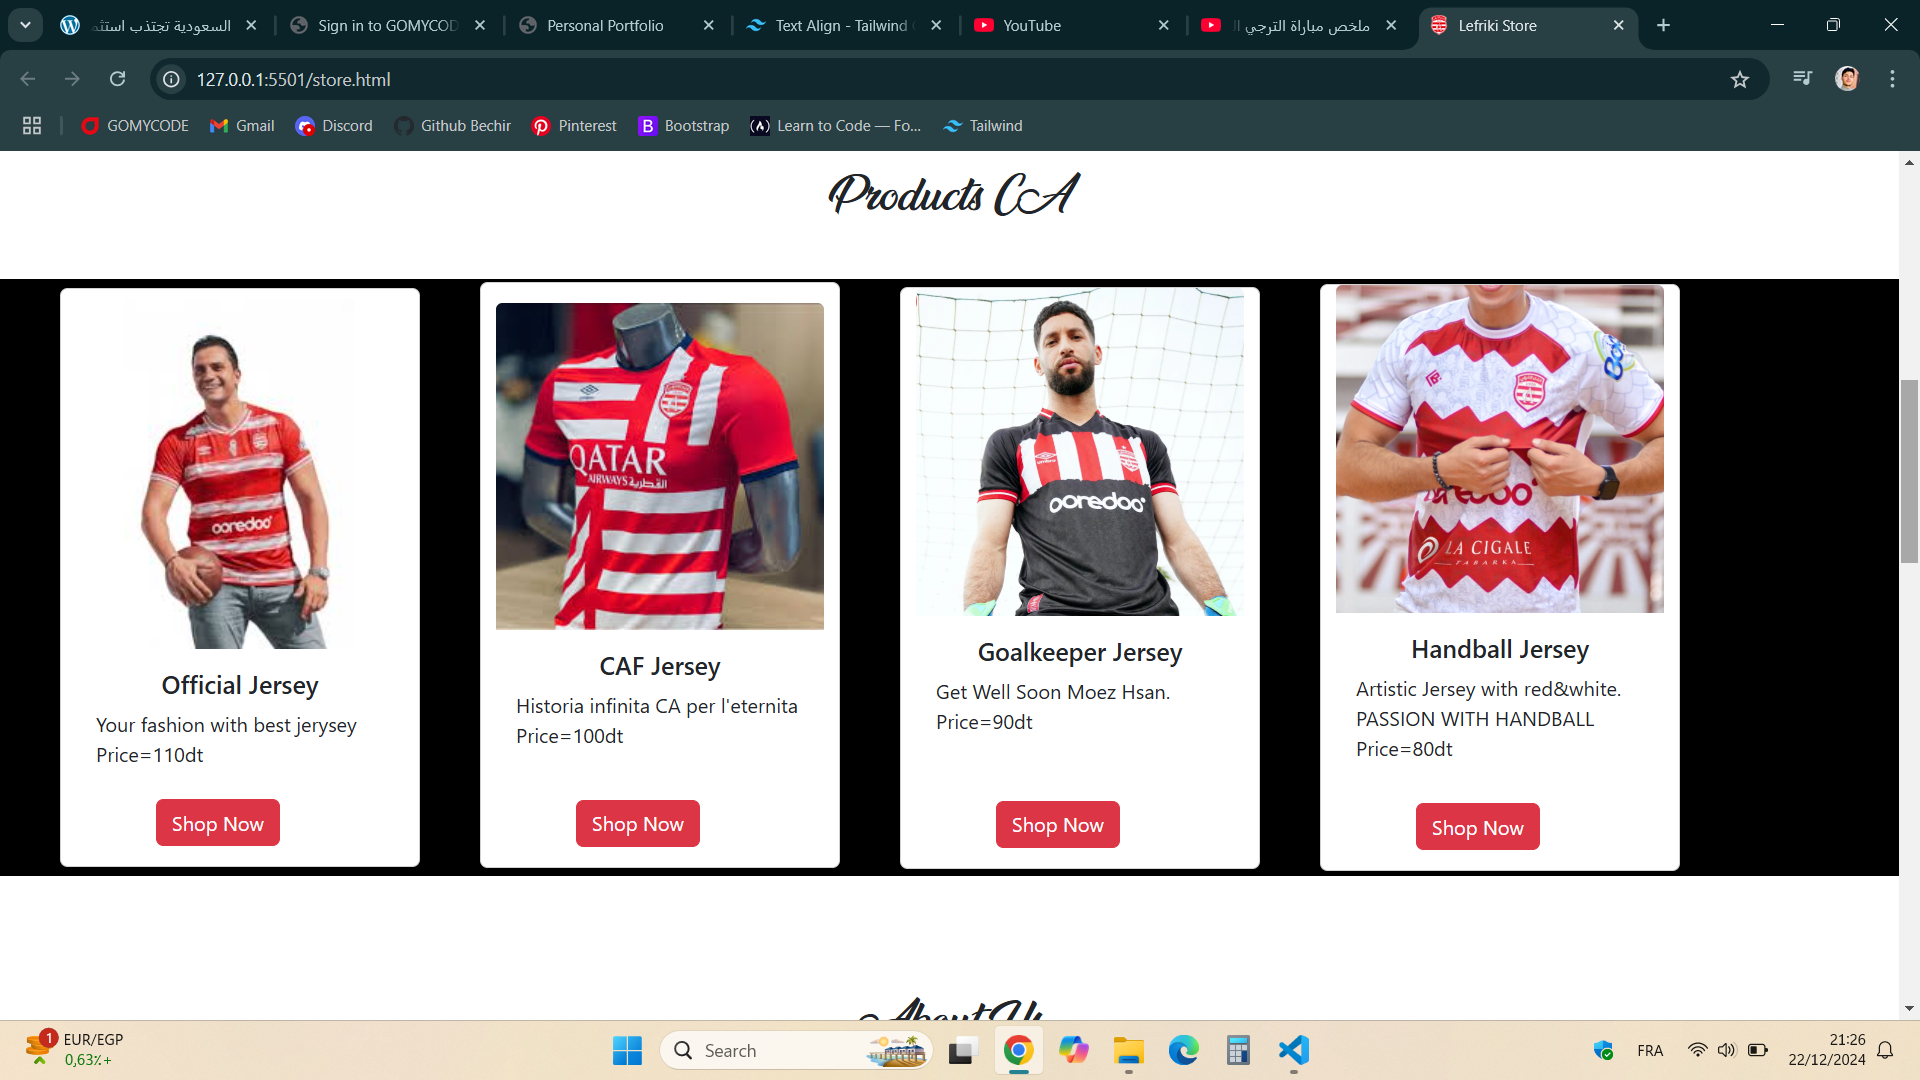 السعودية تجتذب استثم
Sign in to GOMYCOD
Personal Portfolio
Text Align - Tailwind
YouTube
ملخص مباراة الترجي ال
Lefriki Store
127.0.0.1:5501/store.html
GOMYCODE
Gmail
Discord
Github Bechir
Pinterest
Bootstrap
Learn to Code — Fo...
Tailwind
Products CA
ooredoo
QATAR
AIRWAYS القطرية
umbro
ooredoo
ooredoo
LA CIGALE
TABARKA
Official Jersey
Your fashion with best jerysey
Price=110dt
Shop Now
CAF Jersey
Historia infinita CA per l'eternita
Price=100dt
Shop Now
Goalkeeper Jersey
Get Well Soon Moez Hsan.
Price=90dt
Shop Now
Handball Jersey
Artistic Jersey with red&white.
PASSION WITH HANDBALL
Price=80dt
Shop Now
About Us
1
EUR/EGP
0,63٪+
Search
FRA
21:26
22/12/2024